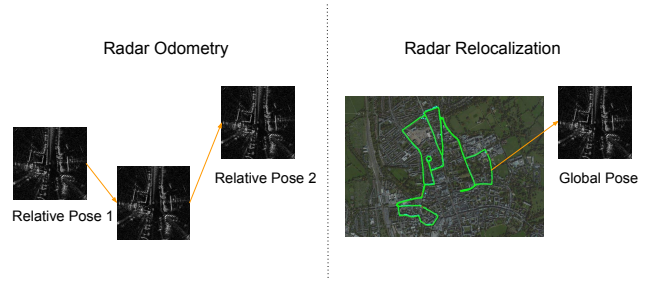 Radar Odometry
Radar Relocalization
Relative Pose 2
Global Pose
Relative Pose 1